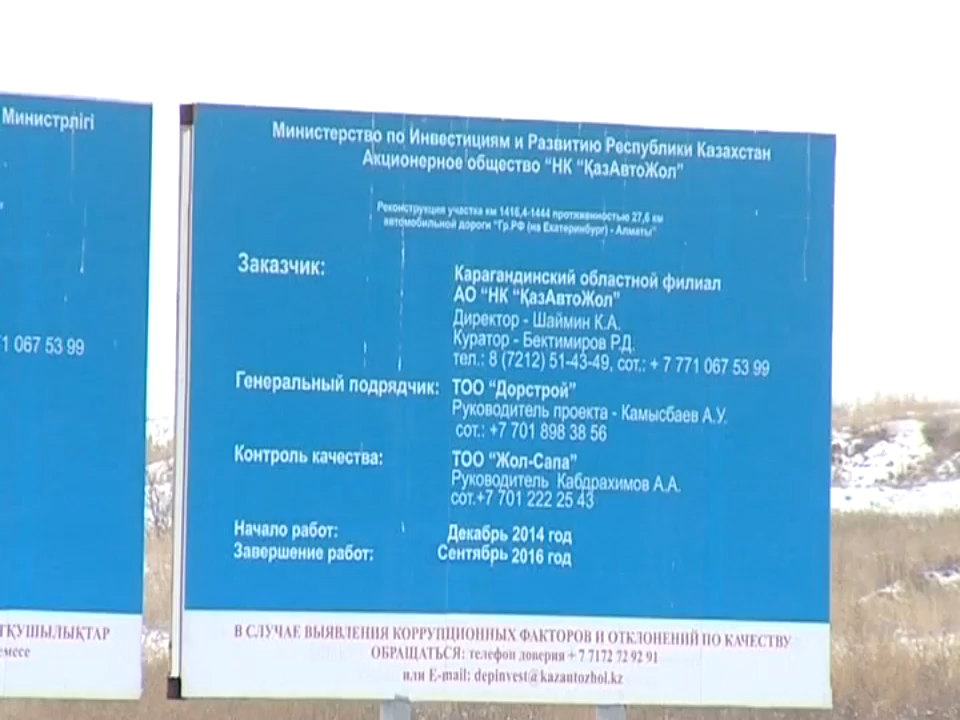 Министрлігі
1 067 53 99
ТҚУШЫЛЫҚТАР
емесе
Министерство по Инвестициям и Развитию Республики Казахстан
Акционерное общество “НК “ҚазАвтоЖол”
Реконструкция участка км 1416,4-1444 протяженностью 27,6 км
автомобильной дороги "Гр.РФ (на Екатеринбург) - Алматы"
Заказчик:
Карагандинский областной филиал
АО “НК “ҚазАвтоЖол”
Директор - Шаймин К.А.
Куратор - Бектимиров Р.Д.
тел.: 8 (7212) 51-43-49, сот.: + 7 771 067 53 99
Генеральный подрядчик: ТОО “Дорстрой”
Руководитель проекта - Камысбаев А.У.
сот.: +7 701 898 38 56
Контроль качества: ТОО “Жол-Сапа”
Руководитель Кабдрахимов А.А.
сот.+7 701 222 25 43
Начало работ: Декабрь 2014 год
Завершение работ: Сентябрь 2016 год
В СЛУЧАЕ ВЫЯВЛЕНИЯ КОРРУПЦИОННЫХ ФАКТОРОВ И ОТКЛОНЕНИЙ ПО КАЧЕСТВУ
ОБРАЩАТЬСЯ: телефон доверия + 7 7172 72 92 91
или E-mail: depinvest@kazautozhol.kz